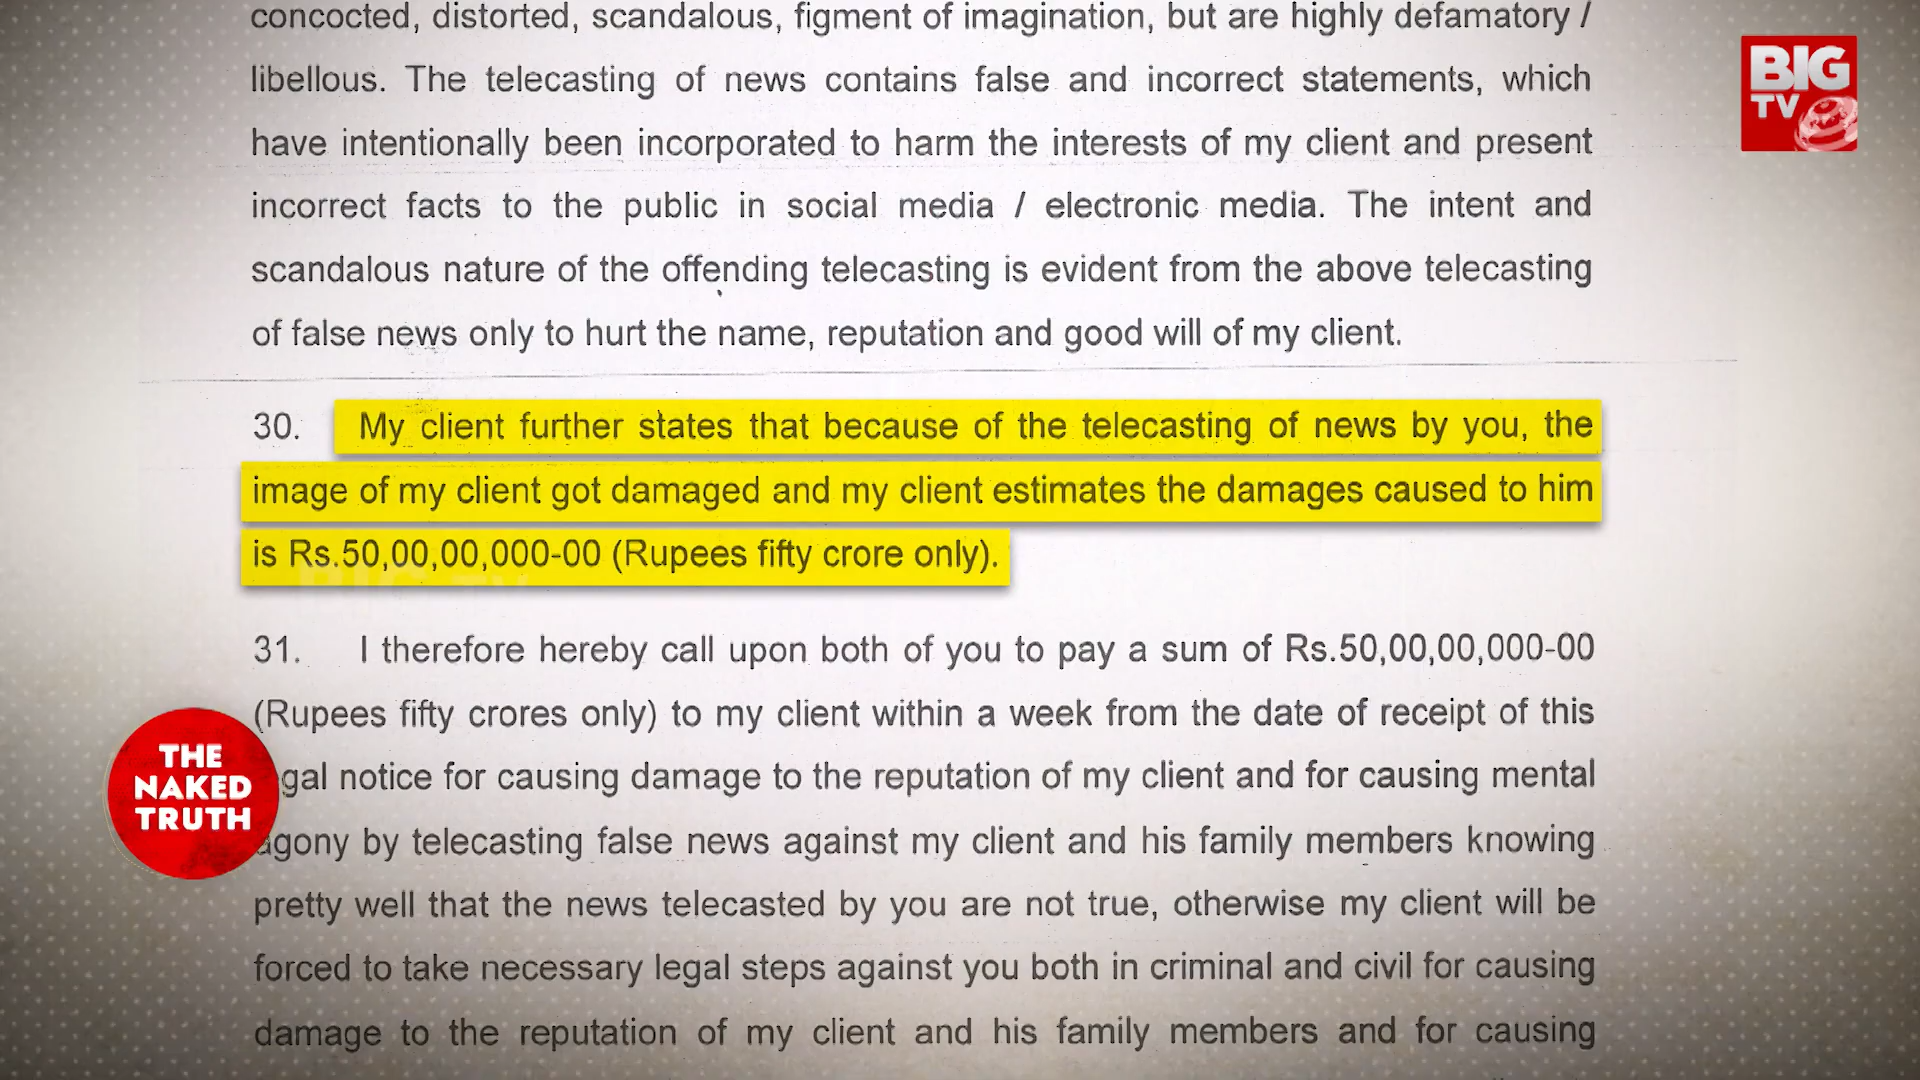 concocted, distorted, scandalous, figment of imagination, but are highly defamatory /
libellous. The telecasting of news contains false and incorrect statements, which
have intentionally been incorporated to harm the interests of my client and present
incorrect facts to the public in social media / electronic media. The intent and
scandalous nature of the offending telecasting is evident from the above telecasting
of false news only to hurt the name, reputation and good will of my client.
30. My client further states that because of the telecasting of news by you, the
image of my client got damaged and my client estimates the damages caused to him
is Rs.50,00,00,000-00 (Rupees fifty crore only).
31. I therefore hereby call upon both of you to pay a sum of Rs.50,00,00,000-00
(Rupees fifty crores only) to my client within a week from the date of receipt of this
gal notice for causing damage to the reputation of my client and for causing mental
agony by telecasting false news against my client and his family members knowing
pretty well that the news telecasted by you are not true, otherwise my client will be
forced to take necessary legal steps against you both in criminal and civil for causing
damage to the reputation of my client and his family members and for causing
BIG
TV
THE
NAKED
TRUTH
BIG TV